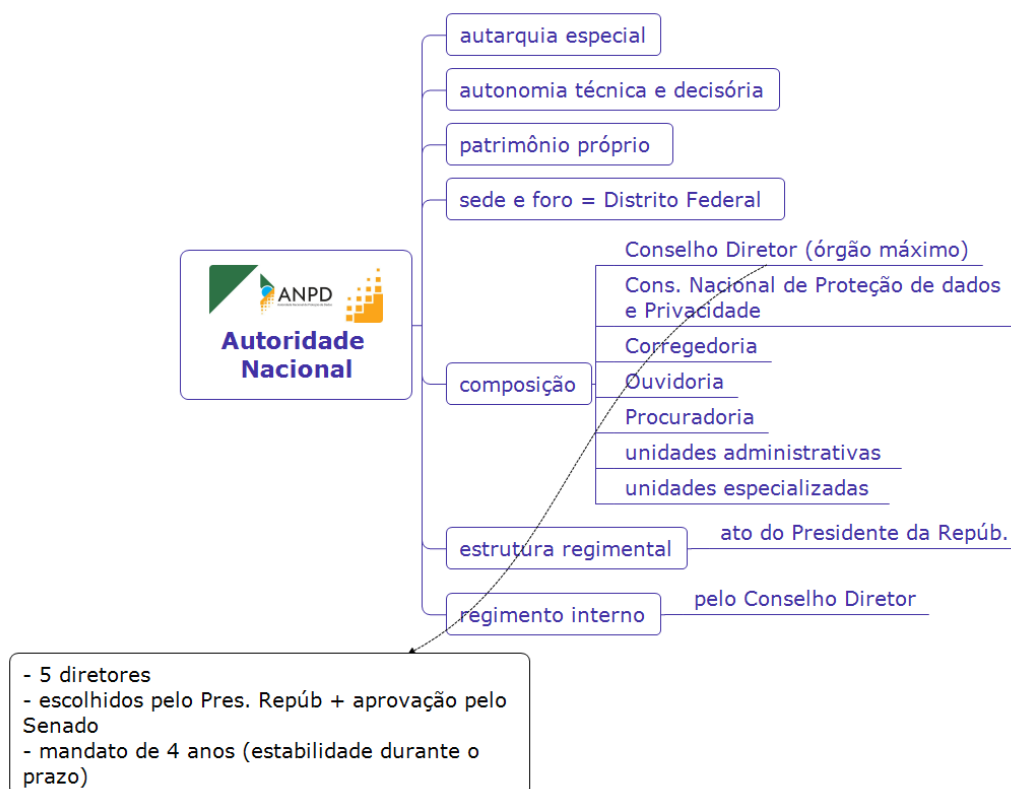 autarquia especial
autonomia técnica e decisória
patrimônio próprio
sede e foro = Distrito Federal
ANPD
Autoridade
Nacional
composição
Conselho Diretor (órgão máximo)
Cons. Nacional de Proteção de dados
e Privacidade
Corregedoria
Ouvidoria
Procuradoria
unidades administrativas
unidades especializadas
estrutura regimental
ato do Presidente da Repúb.
regimento interno
pelo Conselho Diretor
- 5 diretores
- escolhidos pelo Pres. Repúb + aprovação pelo
Senado
- mandato de 4 anos (estabilidade durante o
prazo)